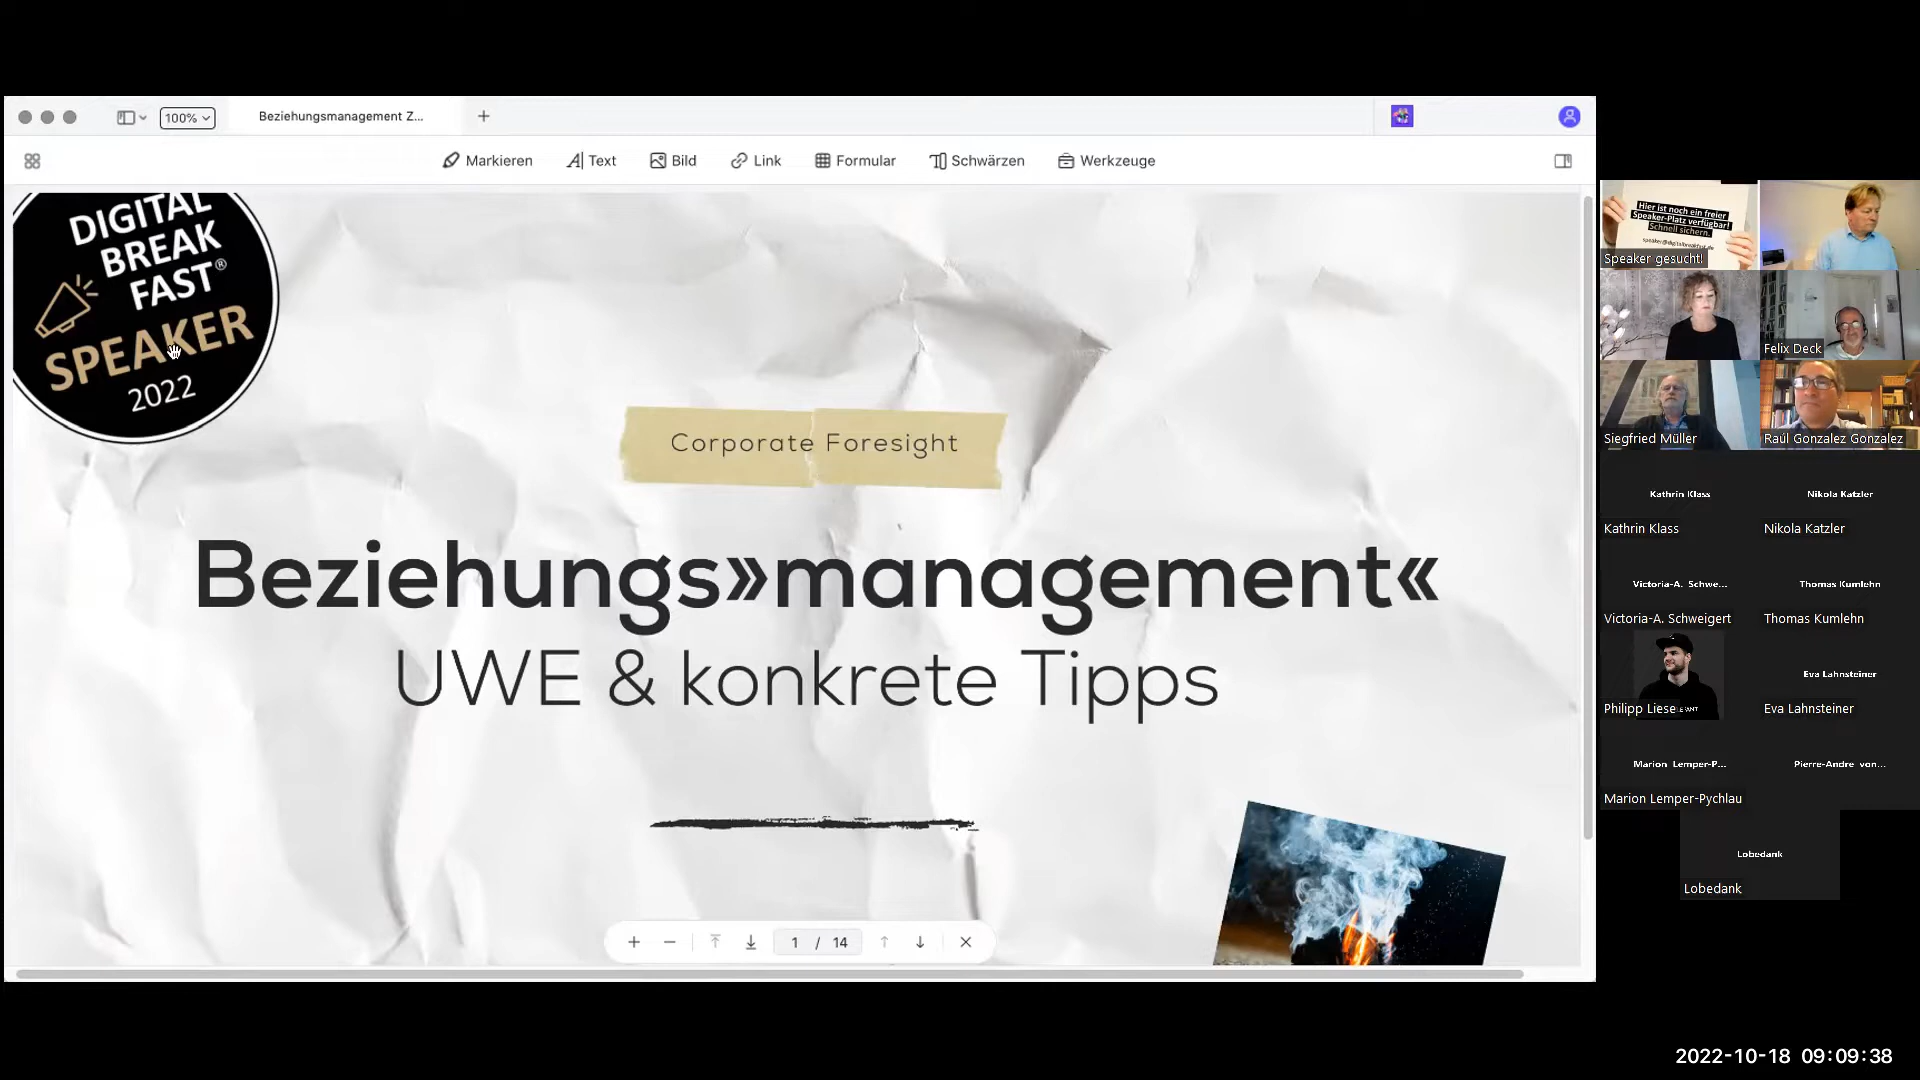 100%
Beziehungsmanagement Z...
Markieren
Text
Bild
Link
Formular
Schwärzen
Werkzeuge
DIGITAL
BREAK
FAST®
SPEAKER
2022
Corporate Foresight
Beziehungs»management«
UWE & konkrete Tipps
1 / 14
Hier ist noch ein freier
Speaker-Platz verfügbar!
Schnell sichern.
speaker@digitalbreakfast.de
Speaker gesucht!
Felix Deck
Siegfried Müller
Raúl Gonzalez Gonzalez
Kathrin Klass
Kathrin Klass
Nikola Katzler
Nikola Katzler
Victoria-A. Schwe...
Victoria-A. Schweigert
Thomas Kumlehn
Thomas Kumlehn
Philipp Liese
Eva Lahnsteiner
Eva Lahnsteiner
Marion Lemper-P...
Marion Lemper-Pychlau
Pierre-Andre von...
Lobedank
Lobedank
2022-10-18 09:09:38